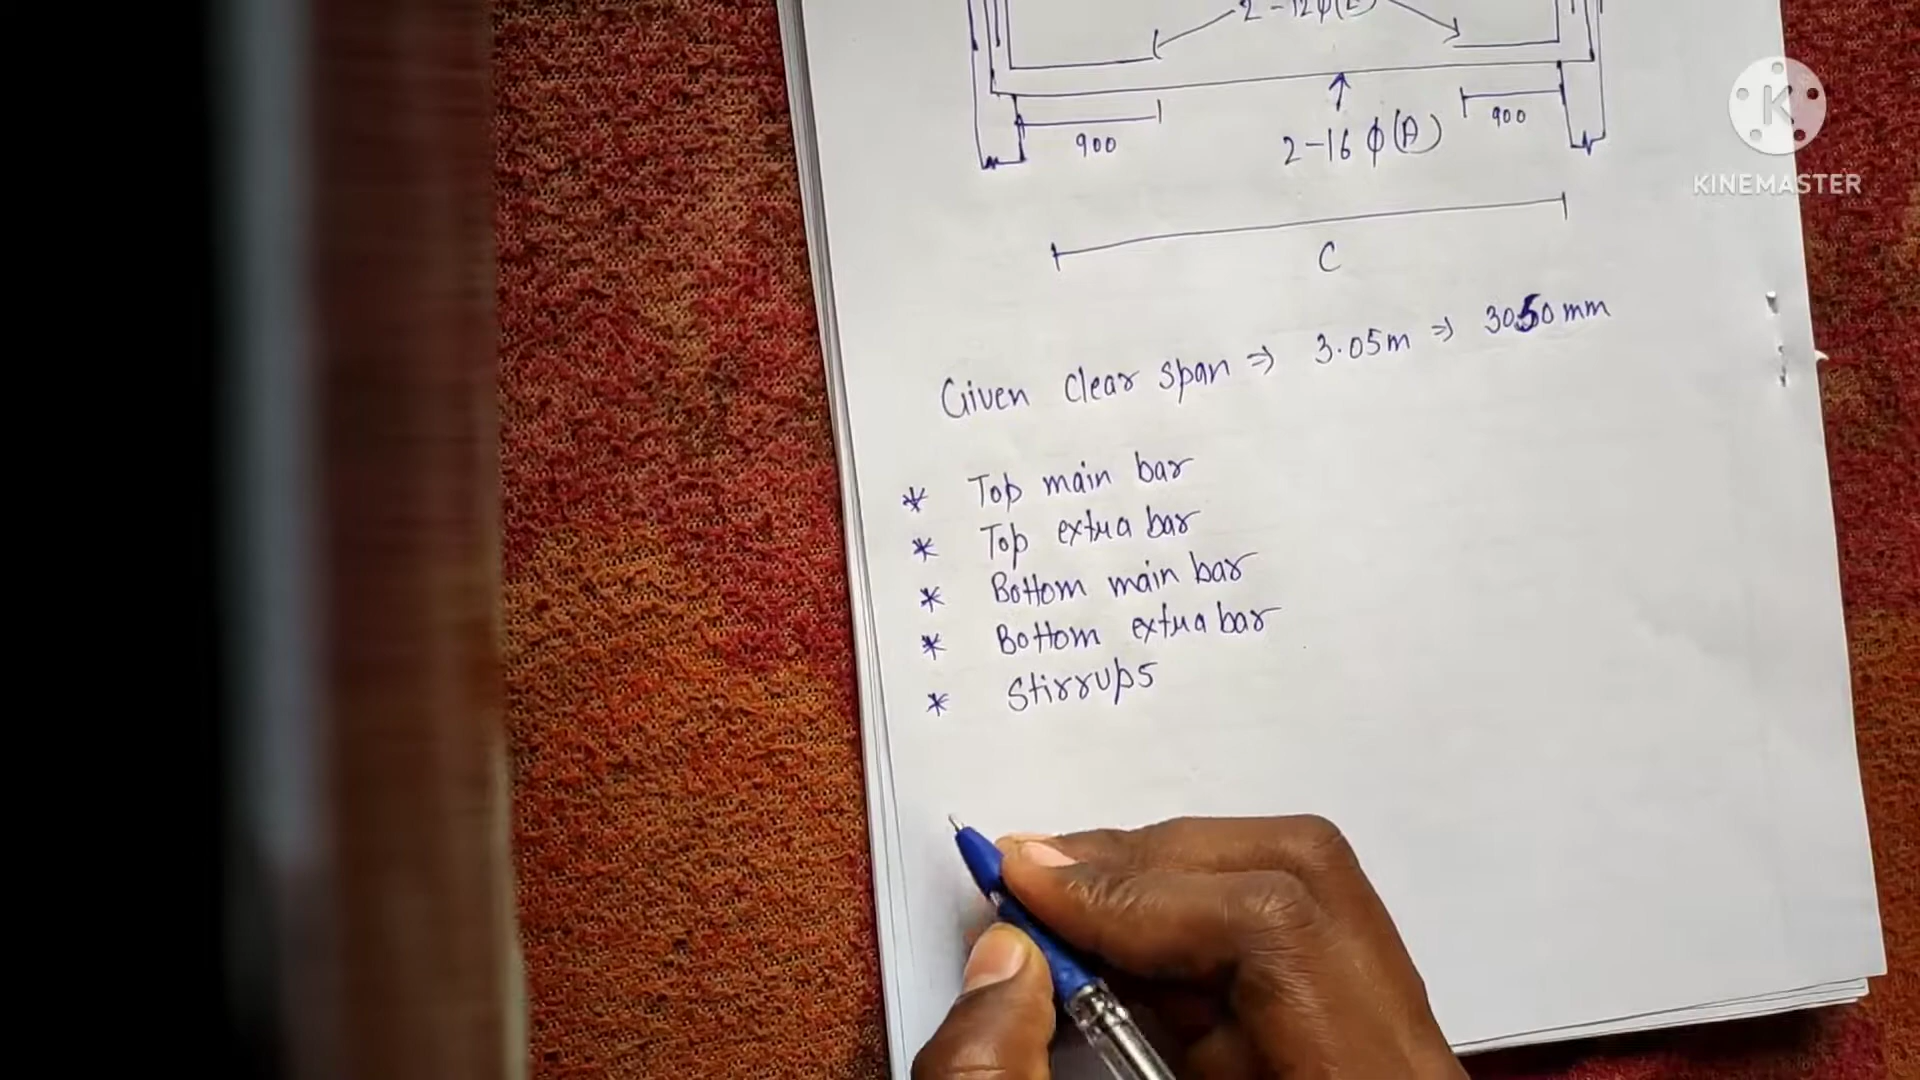 2-12φ(E)
900
2-16 φ(A)
900
K
KINEMASTER
C
Given Clear span ⇒ 3.05m ⇒ 3050 mm
* Top main bar
* Top extra bar
* Bottom main bar
* Bottom extra bar
* Stirrups